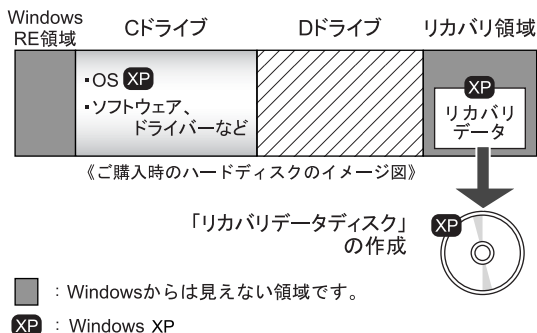 Windows
RE領域
Cドライブ
Dドライブ
リカバリ領域
・OS XP
・ソフトウェア、
ドライバーなど
XP
リカバリ
データ
《ご購入時のハードディスクのイメージ図》
「リカバリデータディスク」
の作成
XP
：Windowsからは見えない領域です。
XP：Windows XP